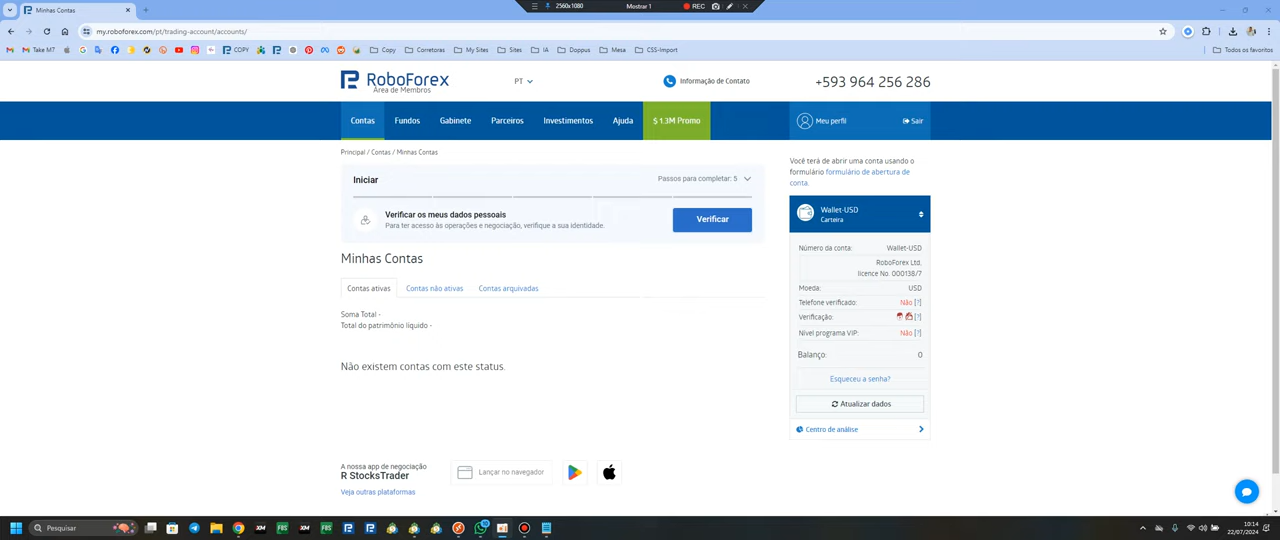 Minhas Contas
2560x1080
Mostrar 1
REC
my.roboforex.com/pt/trading-account/accounts/
Gmail
Take M7
COPY
Copy
Corretoras
My Sites
Sites
IA
Doppus
Mesa
CSS-Import
Todos os favoritos
RoboForex
Área de Membros
PT
Informação de Contato
+593 964 256 286
Contas
Fundos
Gabinete
Parceiros
Investimentos
Ajuda
$ 1.3M Promo
Meu perfil
Sair
Principal / Contas / Minhas Contas
Iniciar
Passos para completar: 5
Verificar os meus dados pessoais
Para ter acesso às operações e negociação, verifique a sua identidade.
Verificar
Minhas Contas
Contas ativas
Contas não ativas
Contas arquivadas
Soma Total -
Total do patrimônio líquido -
Não existem contas com este status.
A nossa app de negociação
R StocksTrader
Veja outras plataformas
Lançar no navegador
Você terá de abrir uma conta usando o
formulário formulário de abertura de
conta.
Wallet-USD
Carteira
Número da conta: Wallet-USD
RoboForex Ltd,
licence No. 000138/7
Moeda: USD
Telefone verificado: Não [?]
Verificação: [?]
Nível programa VIP: Não [?]
Balanço: 0
Esqueceu a senha?
Atualizar dados
Centro de análise
Pesquisar
XM
FBS
XM
FBS
10:14
22/07/2024